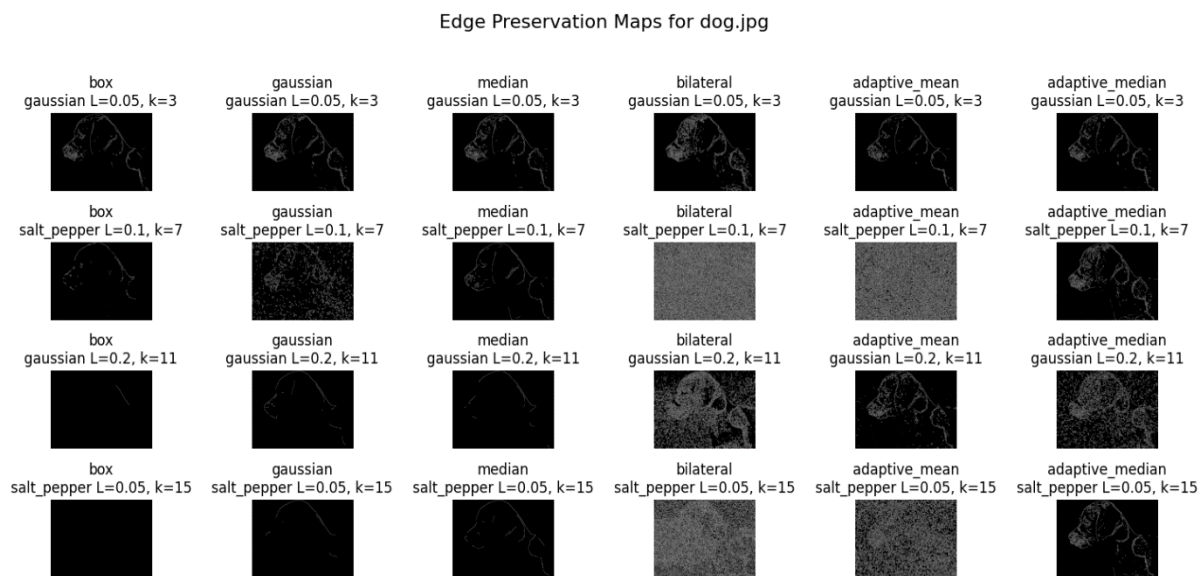 Edge Preservation Maps for dog.jpg
box
gaussian L=0.05, k=3
gaussian
gaussian L=0.05, k=3
median
gaussian L=0.05, k=3
bilateral
gaussian L=0.05, k=3
adaptive_mean
gaussian L=0.05, k=3
adaptive_median
gaussian L=0.05, k=3
box
salt_pepper L=0.1, k=7
gaussian
salt_pepper L=0.1, k=7
median
salt_pepper L=0.1, k=7
bilateral
salt_pepper L=0.1, k=7
adaptive_mean
salt_pepper L=0.1, k=7
adaptive_median
salt_pepper L=0.1, k=7
box
gaussian L=0.2, k=11
gaussian
gaussian L=0.2, k=11
median
gaussian L=0.2, k=11
bilateral
gaussian L=0.2, k=11
adaptive_mean
gaussian L=0.2, k=11
adaptive_median
gaussian L=0.2, k=11
box
salt_pepper L=0.05, k=15
gaussian
salt_pepper L=0.05, k=15
median
salt_pepper L=0.05, k=15
bilateral
salt_pepper L=0.05, k=15
adaptive_mean
salt_pepper L=0.05, k=15
adaptive_median
salt_pepper L=0.05, k=15